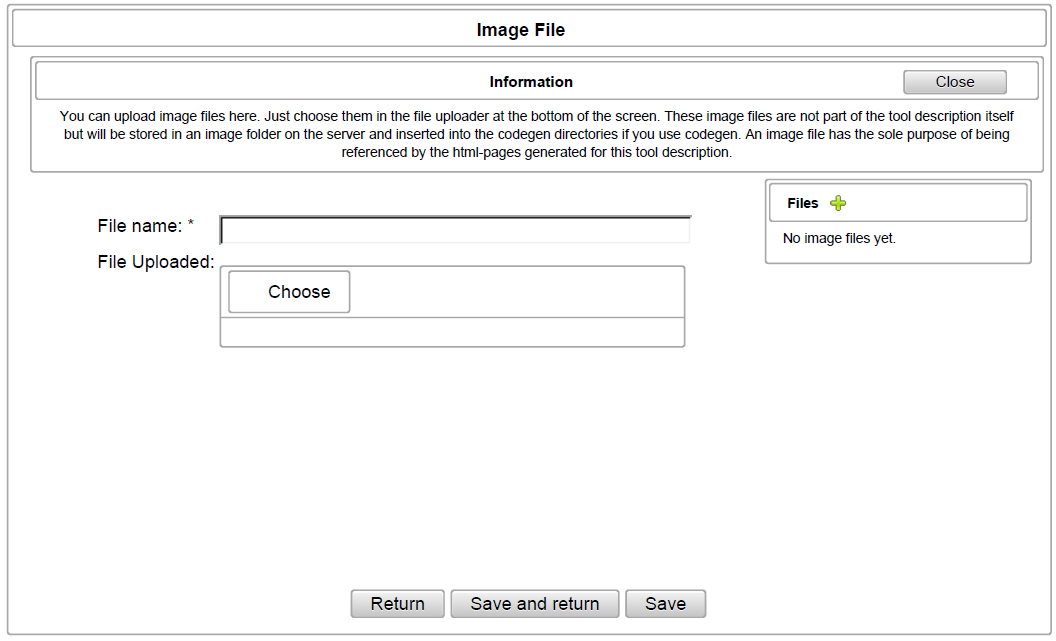 Image File
Information
Close
You can upload image files here. Just choose them in the file uploader at the bottom of the screen. These image files are not part of the tool description itself
but will be stored in an image folder on the server and inserted into the codegen directories if you use codegen. An image file has the sole purpose of being
referenced by the html-pages generated for this tool description.
Files
No image files yet.
File name: *
File Uploaded:
Choose
Return
Save and return
Save